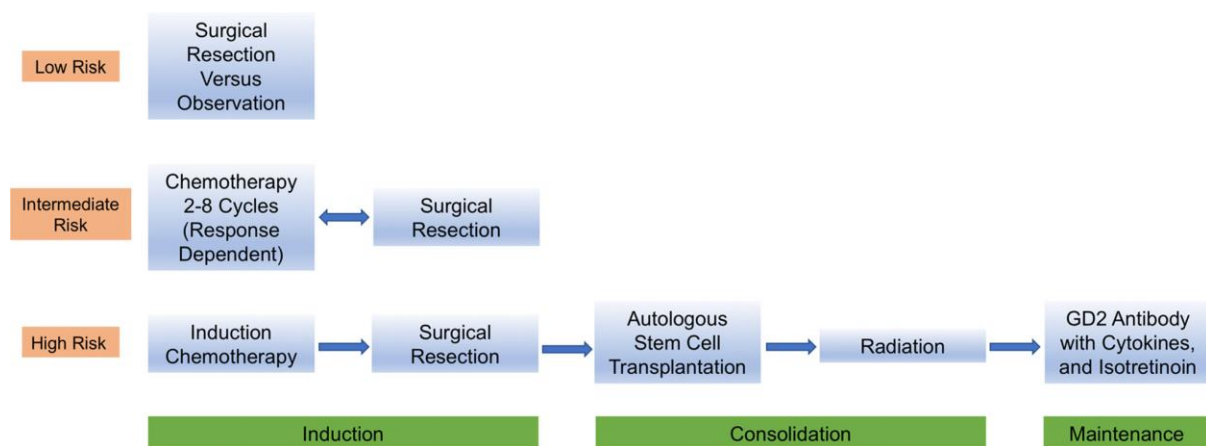 Low Risk
Surgical
Resection
Versus
Observation
Intermediate
Risk
Chemotherapy
2-8 Cycles
(Response
Dependent)
Surgical
Resection
High Risk
Induction
Chemotherapy
Surgical
Resection
Autologous
Stem Cell
Transplantation
Radiation
GD2 Antibody
with Cytokines,
and Isotretinoin
Induction
Consolidation
Maintenance